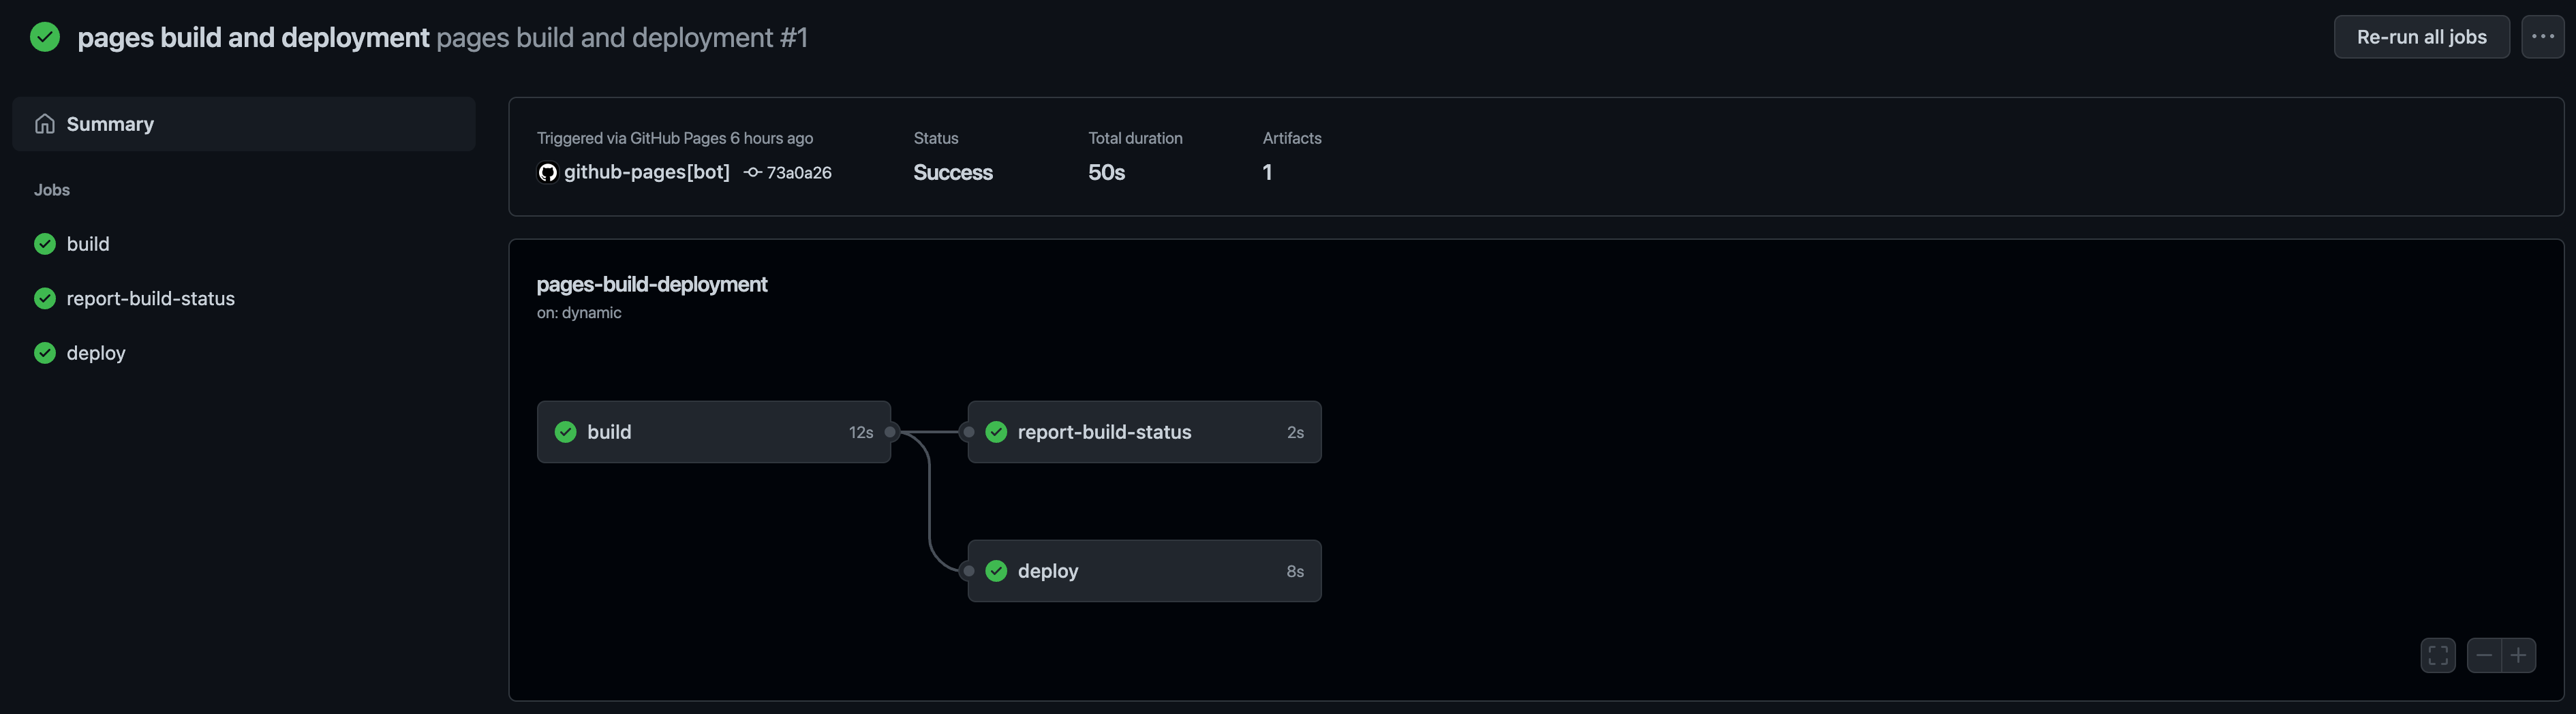 pages build and deployment pages build and deployment #1
Re-run all jobs
Summary
Jobs
build
report-build-status
deploy
Triggered via GitHub Pages 6 hours ago
github-pages[bot] 73a0a26
Status
Success
Total duration
50s
Artifacts
1
pages-build-deployment
on: dynamic
build 12s
report-build-status 2s
deploy 8s